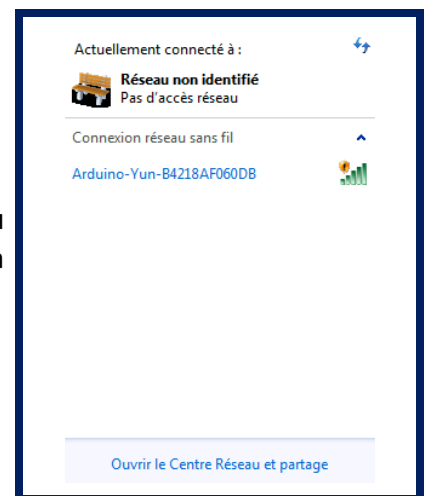 Actuellement connecté à :
Réseau non identifié
Pas d'accès réseau
Connexion réseau sans fil
Arduino-Yun-B4218AF060DB
Ouvrir le Centre Réseau et partage